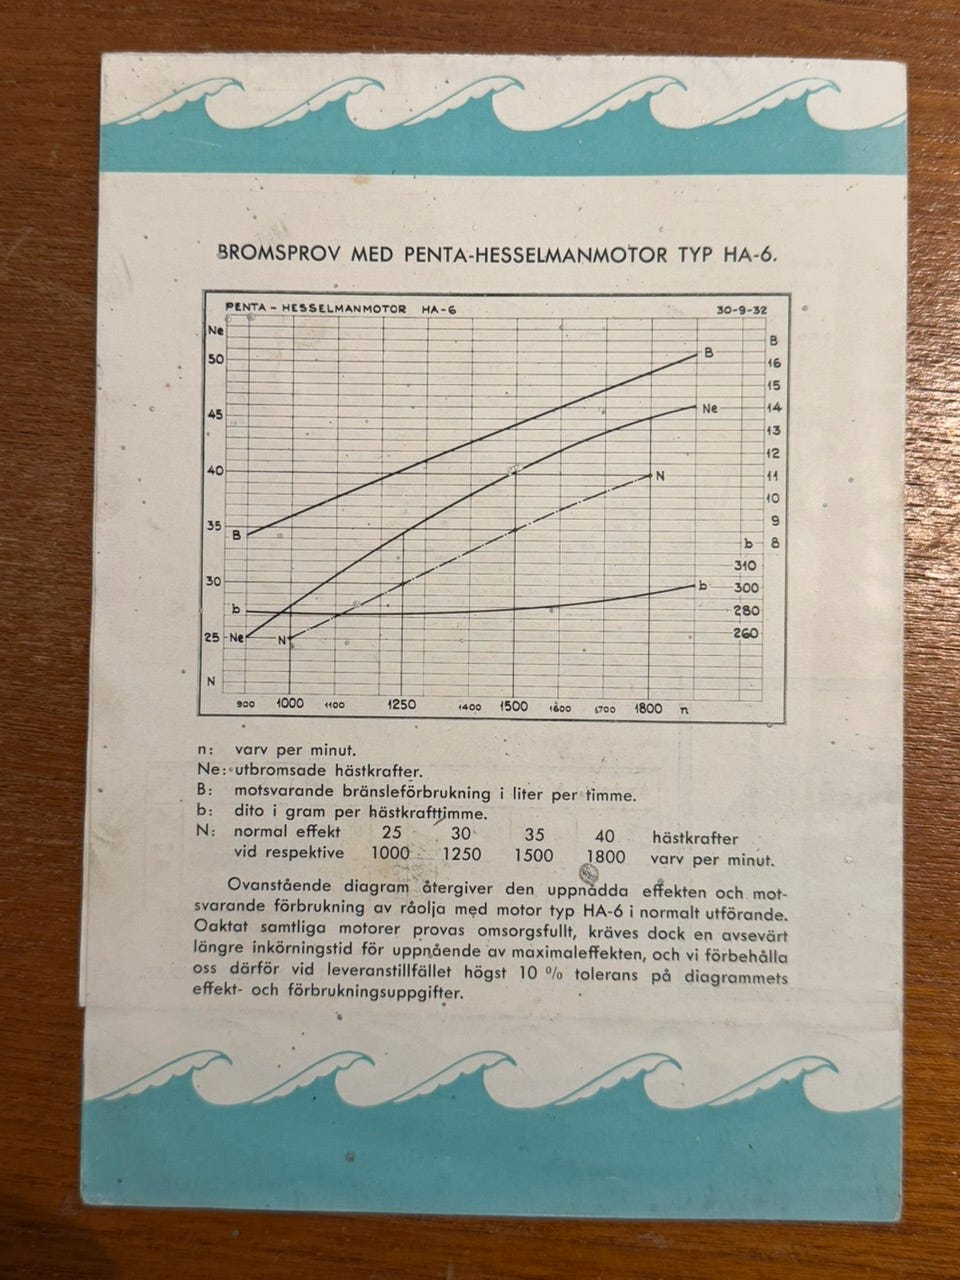 BROMSPROV MED PENTA-HESSELMANMOTOR TYP HA-6.
PENTA - HESSELMANMOTOR HA-6 30-9-32
Ne
B
50
16
B
15
45
Ne
14
13
12
40
N
11
10
35
9
B
b
8
310
30
b
300
b
280
25
Ne
N
260
N
900 1000 1100 1250 1400 1500 1600 1700 1800 n
n: varv per minut.
Ne: utbromsade hästkrafter.
B: motsvarande bränsleförbrukning i liter per timme.
b: dito i gram per hästkrafttimme.
N: normal effekt 25 30 35 40 hästkrafter
vid respektive 1000 1250 1500 1800 varv per minut.
Ovanstående diagram återgiver den uppnådda effekten och mot-
svarande förbrukning av råolja med motor typ HA-6 i normalt utförande.
Oaktat samtliga motorer provas omsorgsfullt, kräves dock en avsevärt
längre inkörningstid för uppnående av maximaleffekten, och vi förbehålla
oss därför vid leveranstillfället högst 10 % tolerans på diagrammets
effekt- och förbrukningsuppgifter.